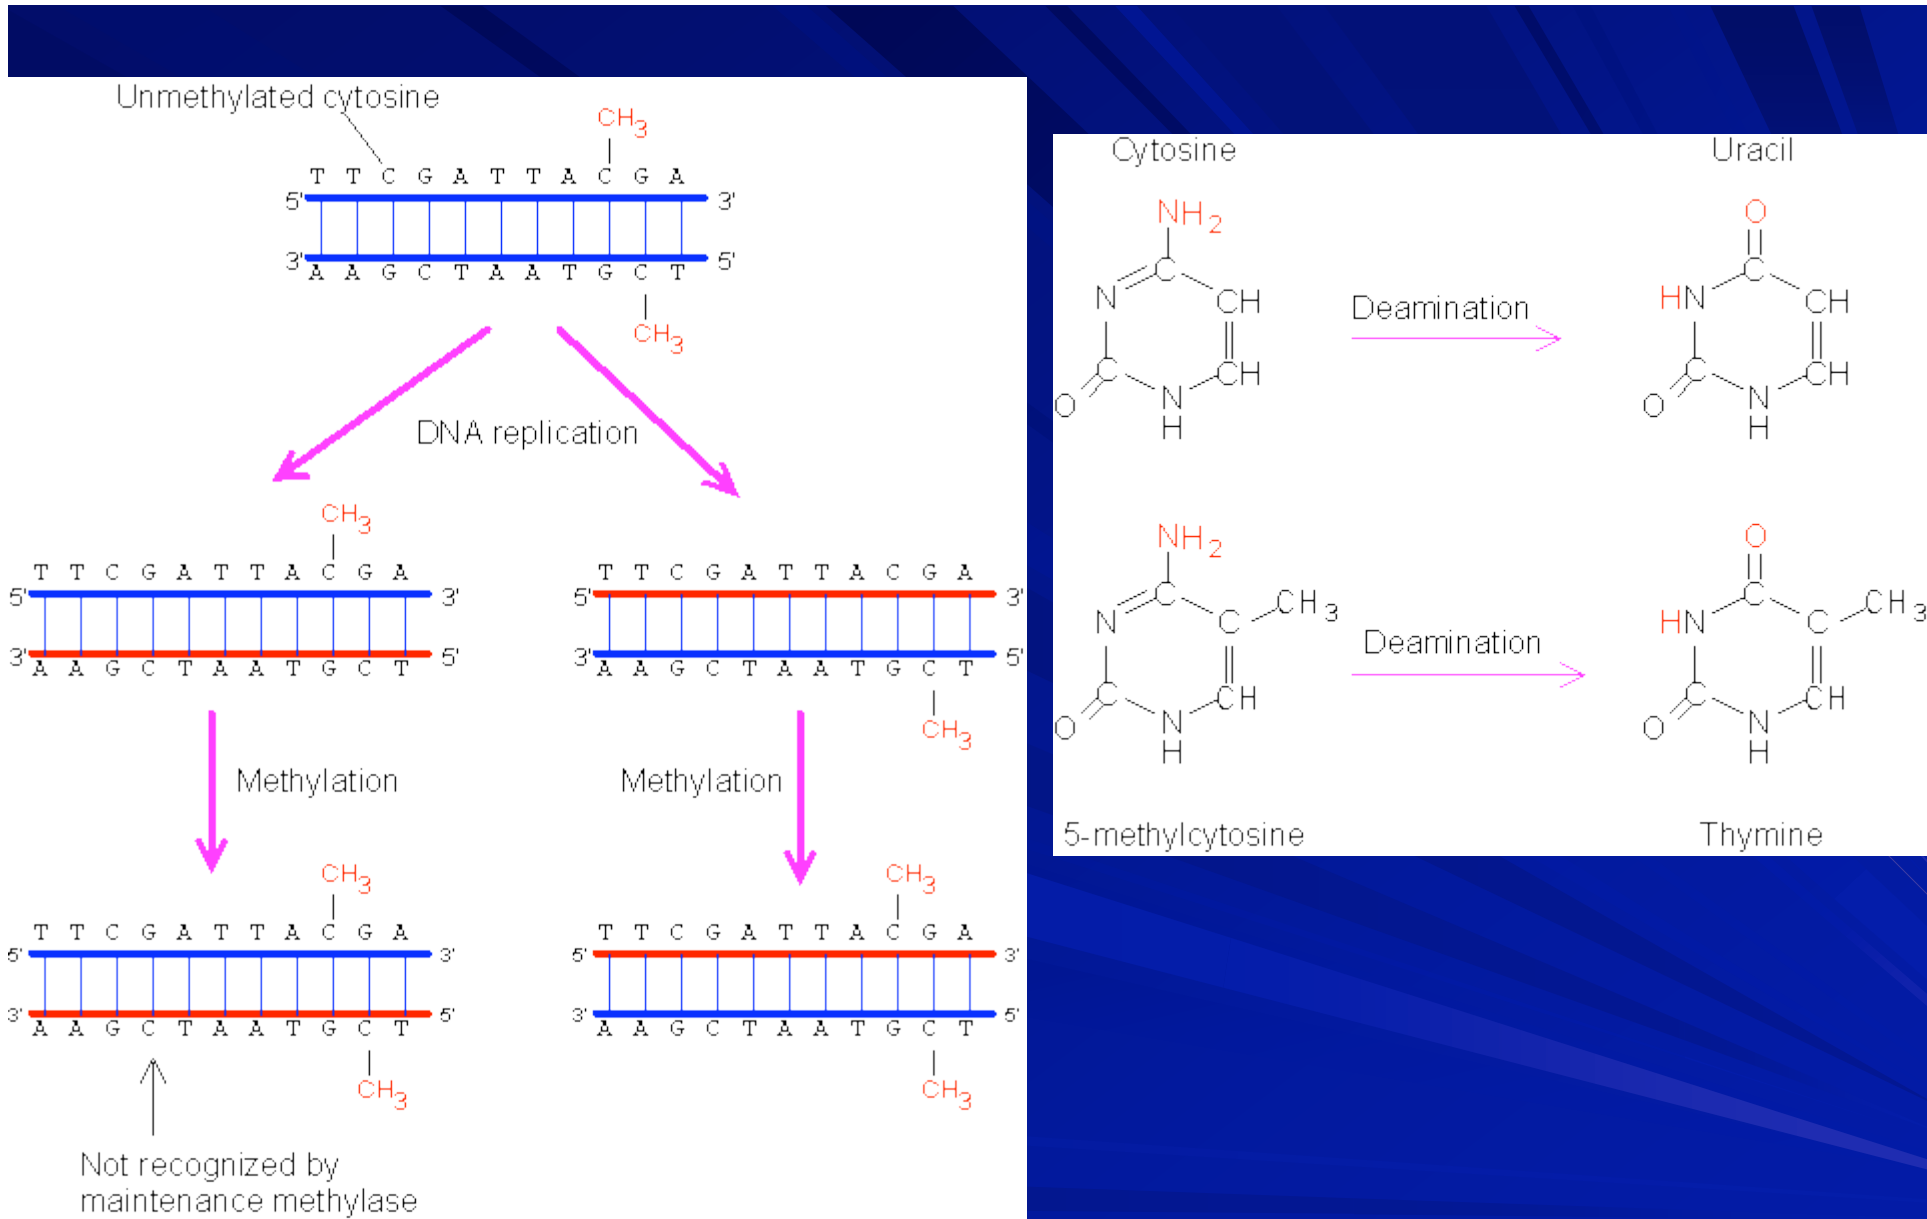 Unmethylated cytosine
CH3
T T C G A T T A C G A
5' 3'
3' 5'
A A G C T A A T G C T
CH3
DNA replication
CH3
T T C G A T T A C G A
5' 3'
3' 5'
A A G C T A A T G C T
T T C G A T T A C G A
5' 3'
3' 5'
A A G C T A A T G C T
CH3
Methylation
Methylation
CH3
T T C G A T T A C G A
5' 3'
3' 5'
A A G C T A A T G C T
CH3
Not recognized by
maintenance methylase
CH3
T T C G A T T A C G A
5' 3'
3' 5'
A A G C T A A T G C T
CH3
Cytosine
NH2
C
N CH
C CH
O N
H
Deamination
Uracil
O
C
HN CH
C CH
O N
H
NH2
C CH3
N C
C CH
O N
H
5-methylcytosine
Deamination
O
C CH3
HN C
C CH
O N
H
Thymine